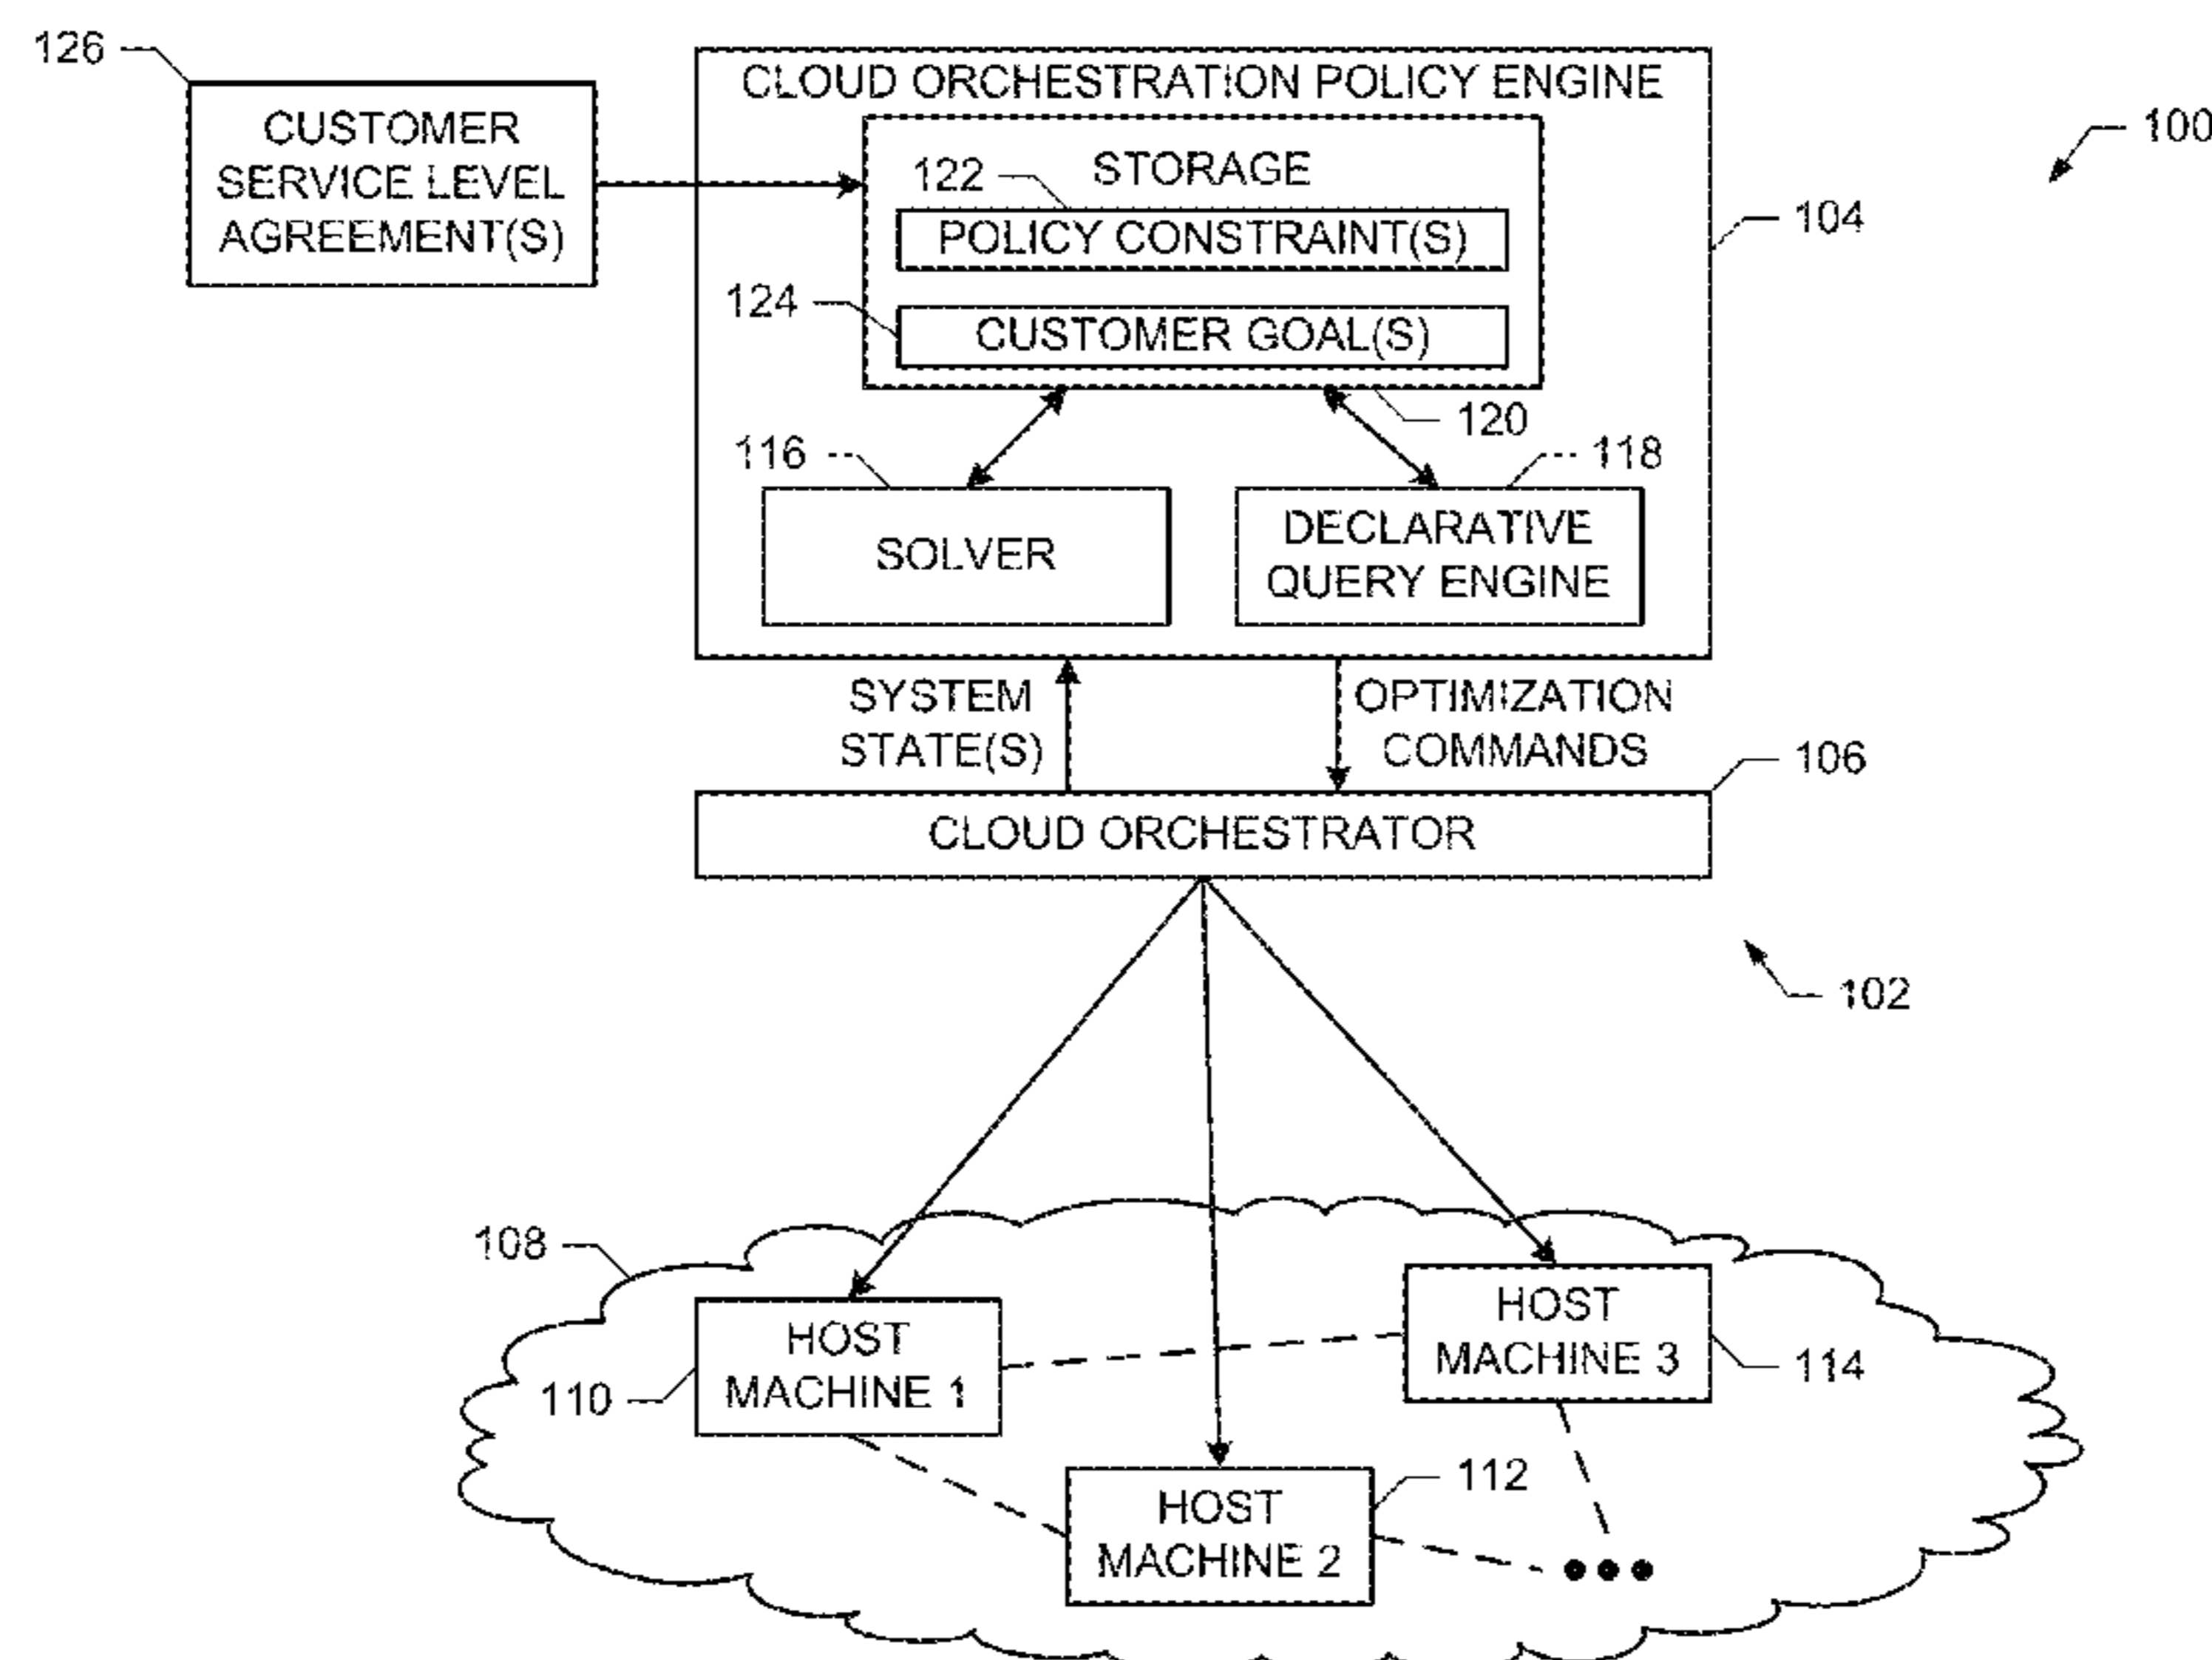 126
CUSTOMER
SERVICE LEVEL
AGREEMENT(S)
CLOUD ORCHESTRATION POLICY ENGINE
100
STORAGE
122
POLICY CONSTRAINT(S)
104
124
CUSTOMER GOAL(S)
120
116
118
SOLVER
DECLARATIVE
QUERY ENGINE
SYSTEM
STATE(S)
OPTIMIZATION
COMMANDS
106
CLOUD ORCHESTRATOR
102
108
HOST
MACHINE 1
110
HOST
MACHINE 3
114
HOST
MACHINE 2
112